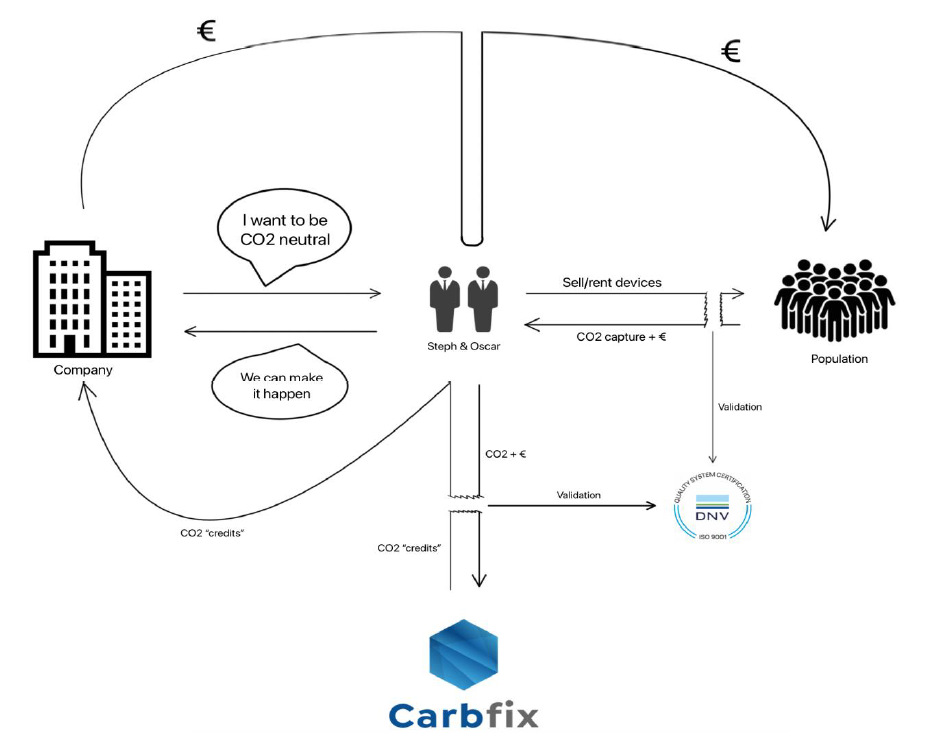 €
€
I want to be
CO2 neutral
Sell/rent devices
CO2 capture + €
Steph & Oscar
Company
Population
We can make
it happen
Validation
CO2 + €
QUALITY SYSTEM CERTIFICATION
DNV
ISO 9001
Validation
CO2 "credits"
CO2 "credits"
Carbfix